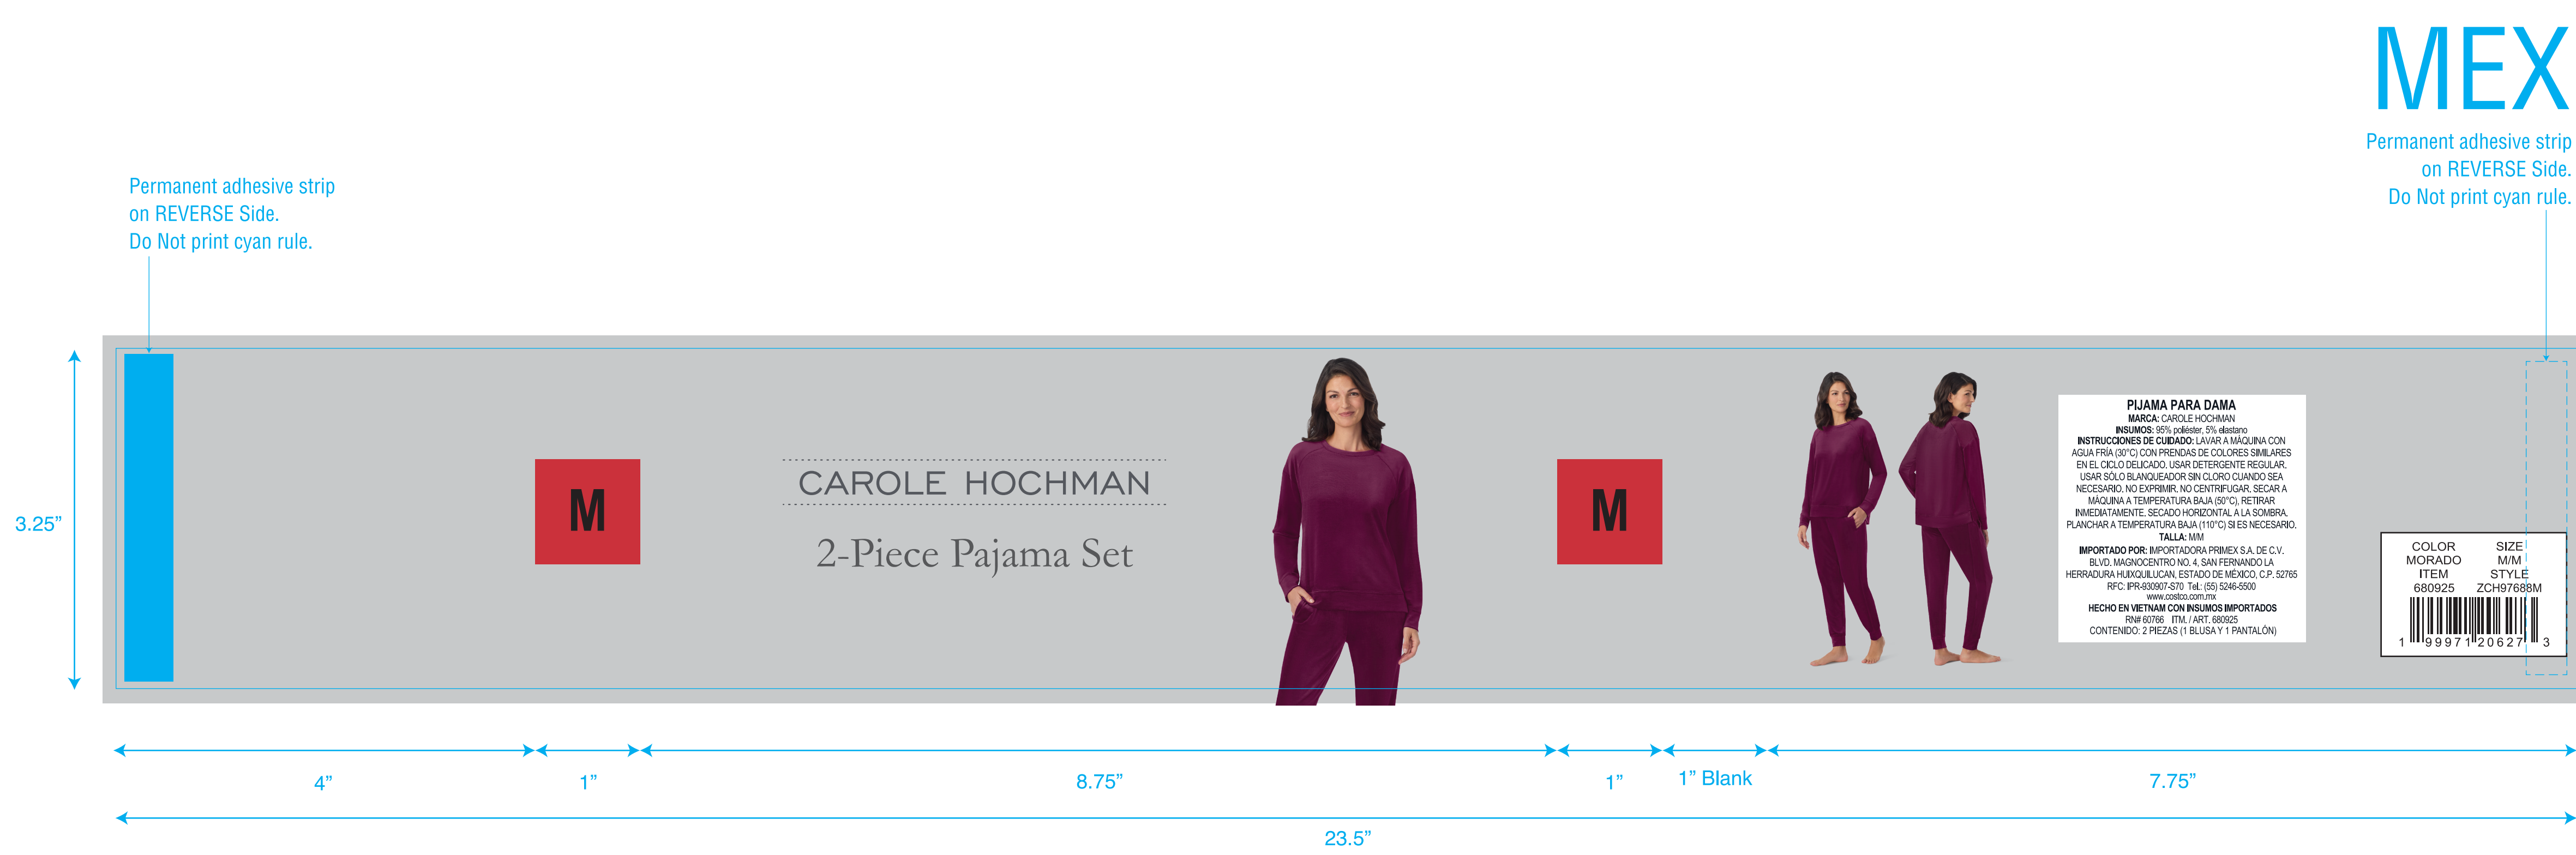 MEX
Permanent adhesive strip
on REVERSE Side.
Do Not print cyan rule.
Permanent adhesive strip
on REVERSE Side.
Do Not print cyan rule.
3.25”
M
CAROLE HOCHMAN
2-Piece Pajama Set
M
PIJAMA PARA DAMA
MARCA: CAROLE HOCHMAN
INSUMOS: 95% poliéster, 5% elastano
INSTRUCCIONES DE CUIDADO: LAVAR A MÁQUINA CON
AGUA FRÍA (30°C) CON PRENDAS DE COLORES SIMILARES
EN EL CICLO DELICADO. USAR DETERGENTE REGULAR.
USAR SÓLO BLANQUEADOR SIN CLORO CUANDO SEA
NECESARIO. NO EXPRIMIR. NO CENTRIFUGAR. SECAR A
MÁQUINA A TEMPERATURA BAJA (50°C), RETIRAR
INMEDIATAMENTE. SECADO HORIZONTAL A LA SOMBRA.
PLANCHAR A TEMPERATURA BAJA (110°C) SI ES NECESARIO.
TALLA: M/M
IMPORTADO POR: IMPORTADORA PRIMEX S.A. DE C.V.
BLVD. MAGNOCENTRO NO. 4, SAN FERNANDO LA
HERRADURA HUIXQUILUCAN, ESTADO DE MÉXICO, C.P. 52765
RFC: IPR-930907-S70 Tel.: (55) 5246-5500
www.costco.com.mx
HECHO EN VIETNAM CON INSUMOS IMPORTADOS
RN# 60766 ITM. / ART. 680925
CONTENIDO: 2 PIEZAS (1 BLUSA Y 1 PANTALÓN)
COLOR SIZE
MORADO M/M
ITEM STYLE
680925 ZCH97688M
1 99971 20627 3
4” 1” 8.75” 1” 1” Blank 7.75”
23.5”